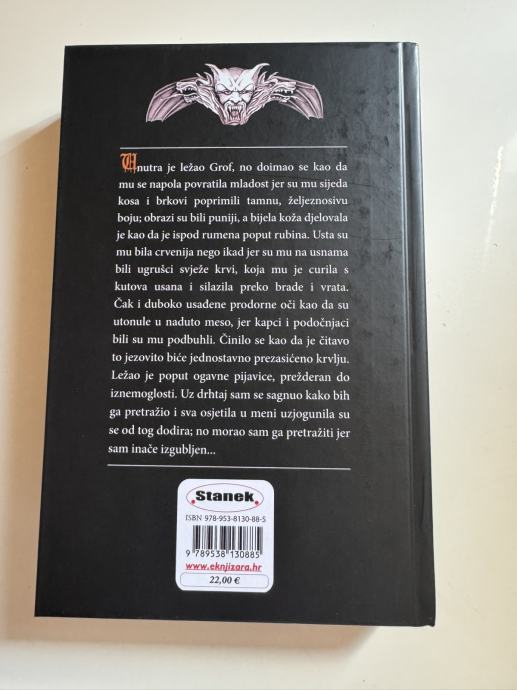 Unutra je ležao Grof, no doimao se kao da
mu se napola povratila mladost jer su mu sijeda
kosa i brkovi poprimili tamnu, željeznosivu
boju; obrazi su bili puniji, a bijela koža djelovala
je kao da je ispod rumena poput rubina. Usta su
mu bila crvenija nego ikad jer su mu na usnama
bili ugrušci svježe krvi, koja mu je curila s
kutova usana i silazila preko brade i vrata.
Čak i duboko usađene prodorne oči kao da su
utonule u naduto meso, jer kapci i podočnjaci
bili su mu podbuhli. Činilo se kao da je čitavo
to jezovito biće jednostavno prezasićeno krvlju.
Ležao je poput ogavne pijavice, prežderan do
iznemoglosti. Uz drhtaj sam se sagnuo kako bih
ga pretražio i sva osjetila u meni uzjogunila su
se od tog dodira; no morao sam ga pretražiti jer
sam inače izgubljen...
Stanek
ISBN 978-953-8130-88-5
9 789538 130885
www.eknjizara.hr
22,00 €